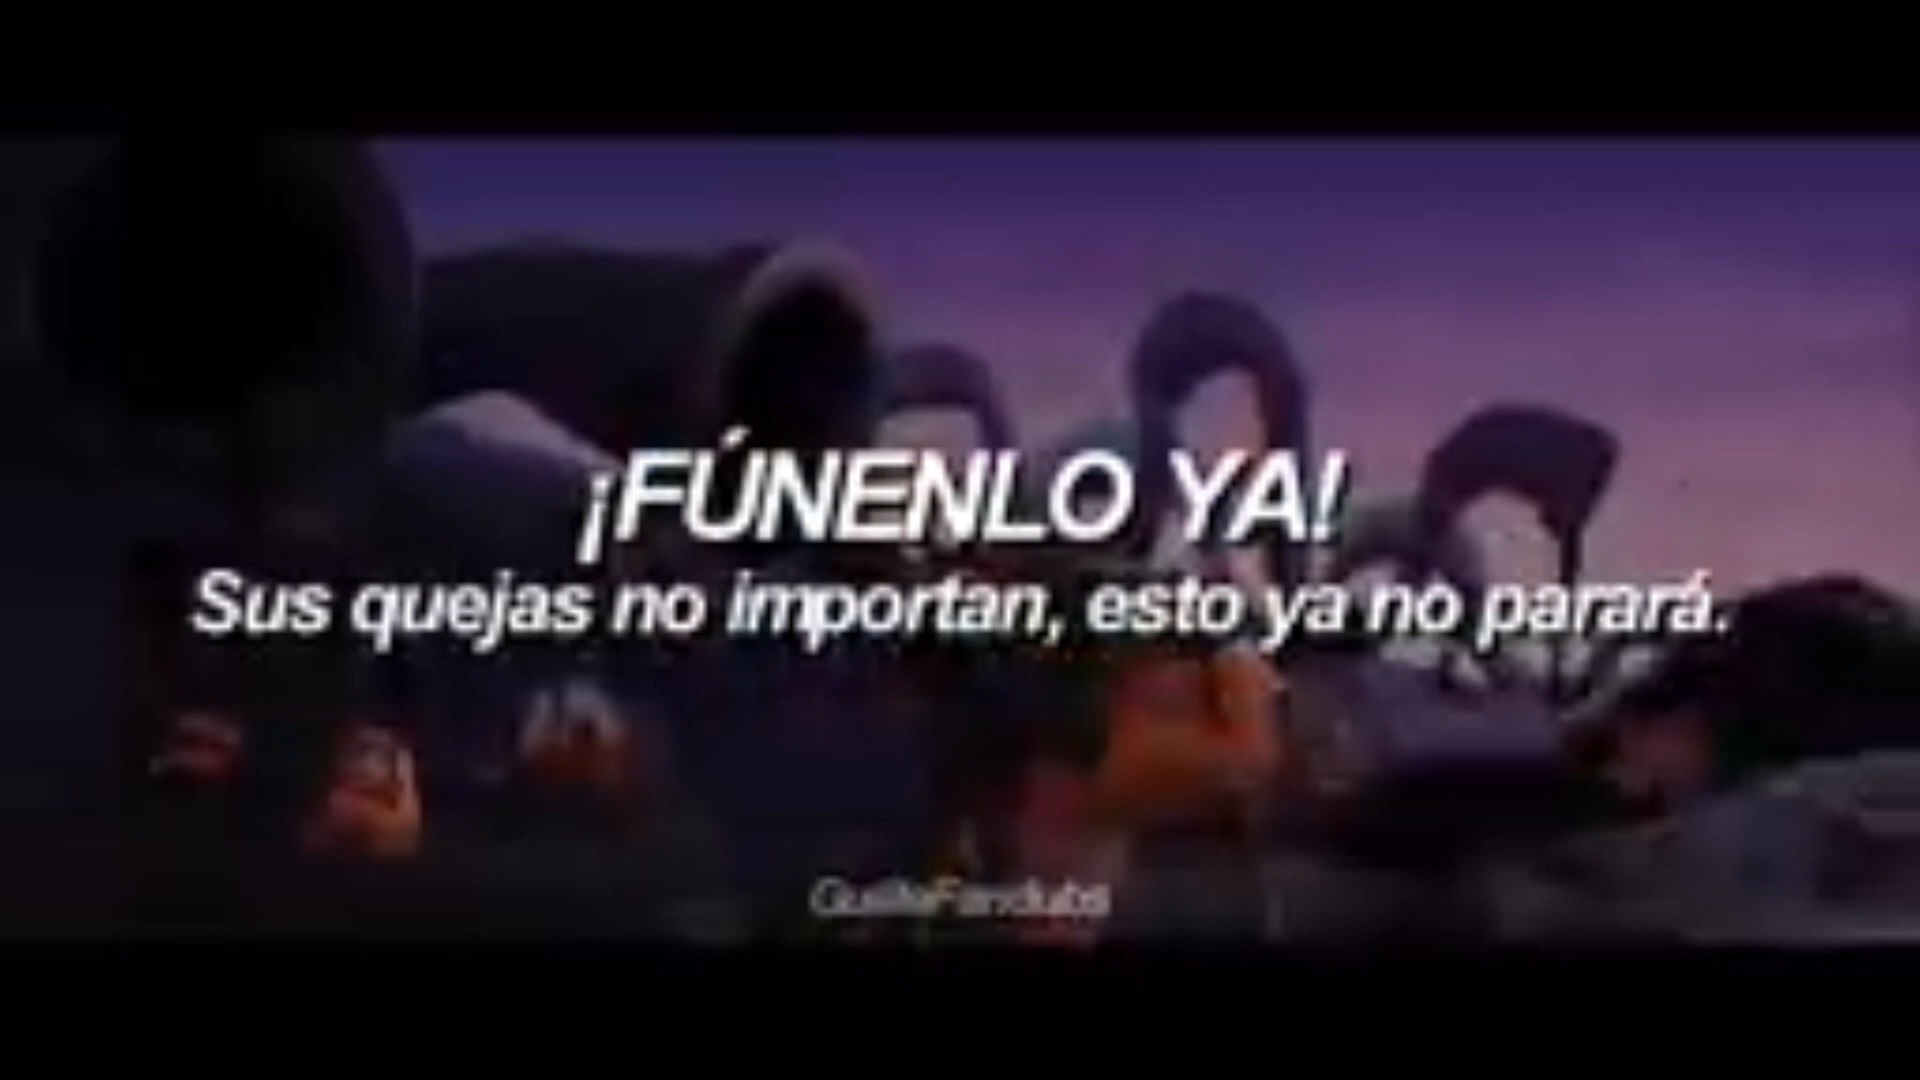 ¡FÚNENLO YA!
Sus quejas no importan, esto ya no parará.